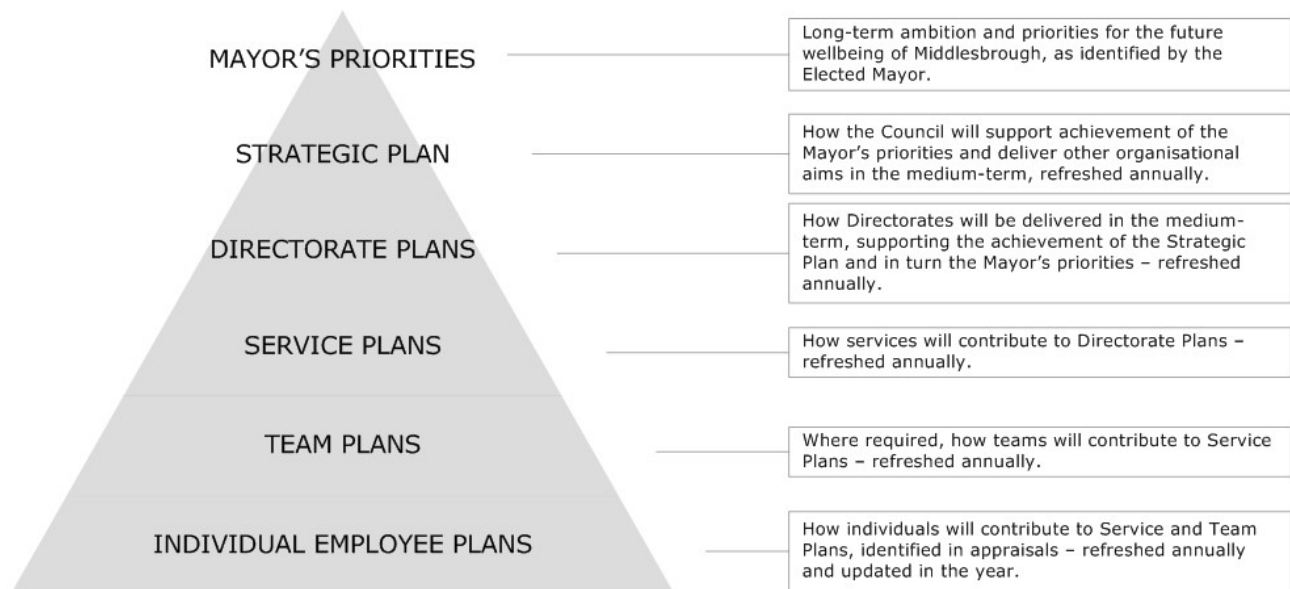 MAYOR'S PRIORITIES
Long-term ambition and priorities for the future
wellbeing of Middlesbrough, as identified by the
Elected Mayor.
STRATEGIC PLAN
How the Council will support achievement of the
Mayor's priorities and deliver other organisational
aims in the medium-term, refreshed annually.
DIRECTORATE PLANS
How Directorates will be delivered in the medium-
term, supporting the achievement of the Strategic
Plan and in turn the Mayor's priorities – refreshed
annually.
SERVICE PLANS
How services will contribute to Directorate Plans –
refreshed annually.
TEAM PLANS
Where required, how teams will contribute to Service
Plans – refreshed annually.
INDIVIDUAL EMPLOYEE PLANS
How individuals will contribute to Service and Team
Plans, identified in appraisals – refreshed annually
and updated in the year.